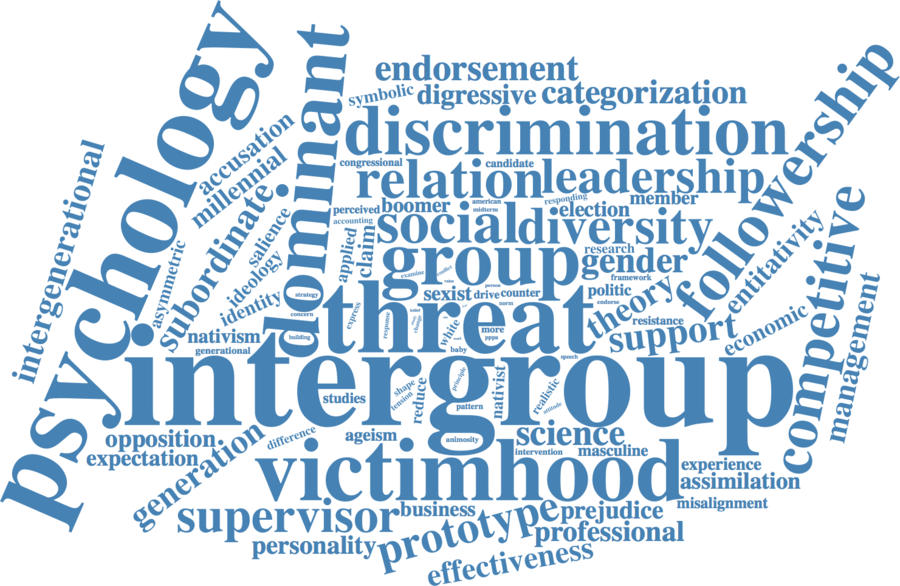 psychology
intergenerational
accusation
millennial
subordinate
dominant
asymmetric
salience
ideology
identity
nativism
generational
endorsement
symbolic
digressive
categorization
discrimination
congressional
candidate
relation
leadership
perceived
boomer
american
midterm
responding
member
election
accounting
applied
claim
social
diversity
research
group
gender
followership
entitativity
competitive
management
economic
examine
person
framework
strategy
sexist
drive
counter
politic
endorse
norm
theory
concern
building
express
threat
response
change
white
more
ppps
resistance
support
baby
speech
intergroup
studies
shape
tension
reduce
principle
nativist
realistic
attitude
pattern
opposition
expectation
generation
difference
ageism
animosity
science
intervention
masculine
victimhood
experience
assimilation
misalignment
supervisor
business
prototype
prejudice
professional
personality
effectiveness